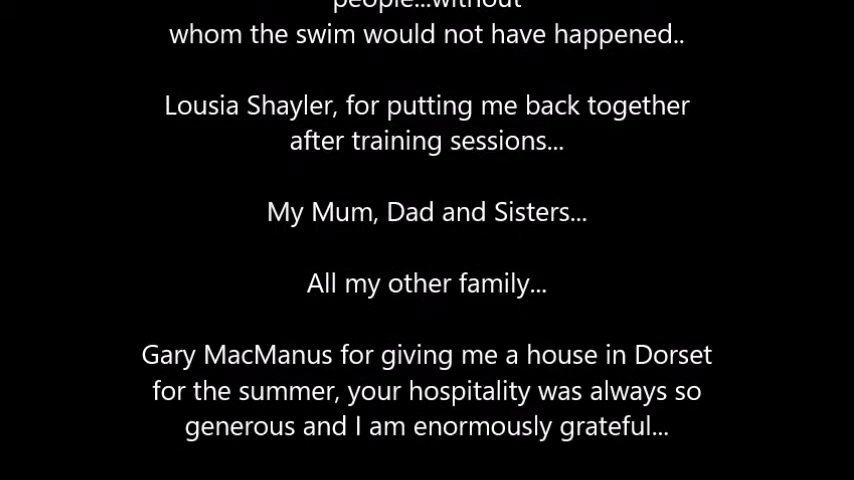 people...without
whom the swim would not have happened..
Lousia Shayler, for putting me back together
after training sessions...
My Mum, Dad and Sisters...
All my other family...
Gary MacManus for giving me a house in Dorset
for the summer, your hospitality was always so
generous and I am enormously grateful...